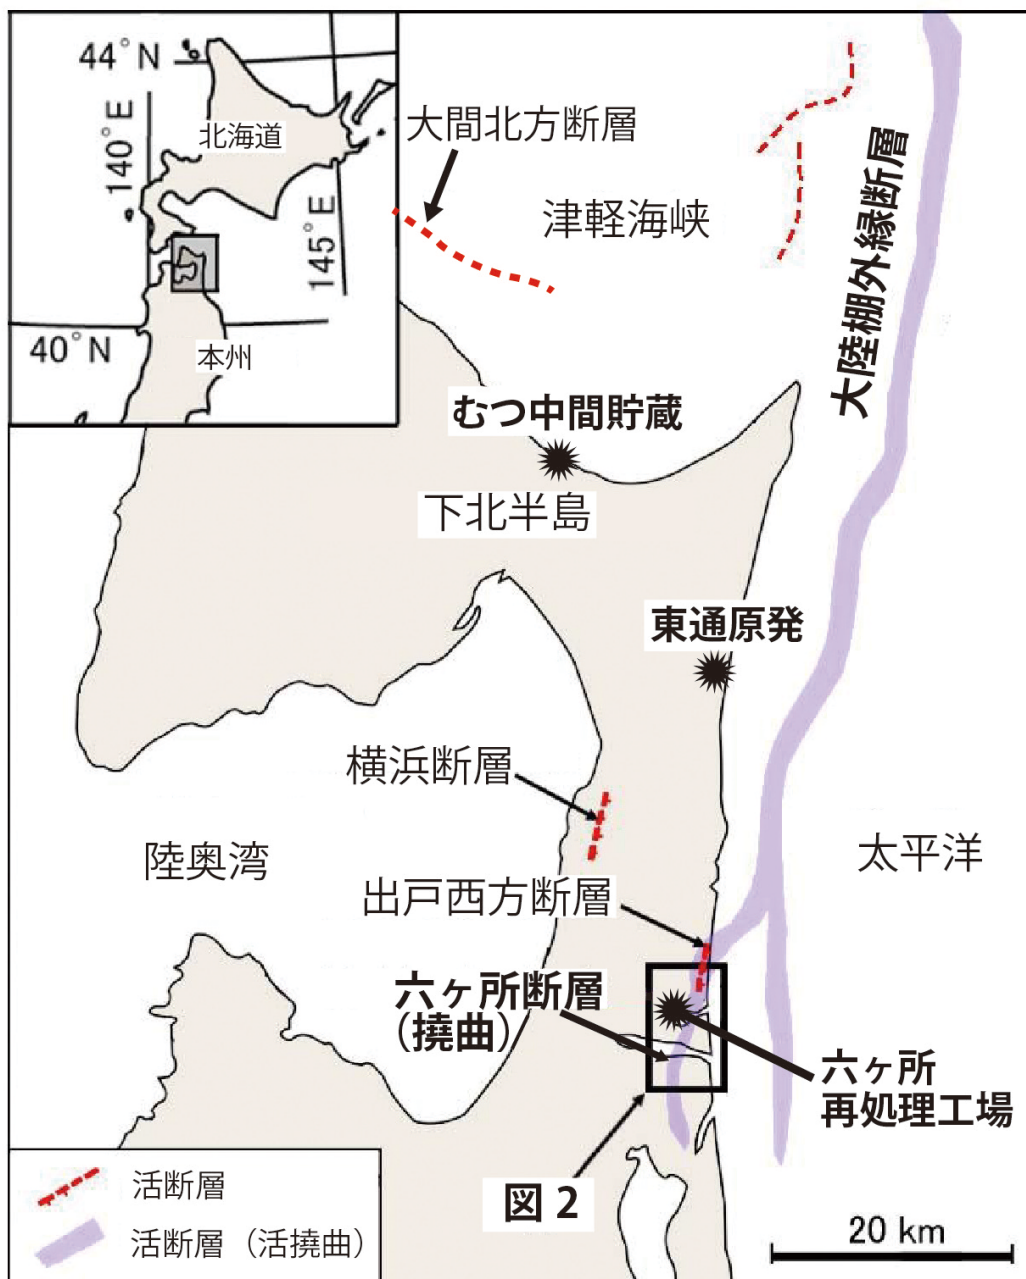 44°N
140°E
北海道
145°E
40°N
本州
大間北方断層
津軽海峡
大陸棚外縁断層
むつ中間貯蔵
下北半島
東通原発
横浜断層
陸奥湾
太平洋
出戸西方断層
六ヶ所断層
(撓曲)
六ヶ所
再処理工場
図2
活断層
活断層（活撓曲）
20 km